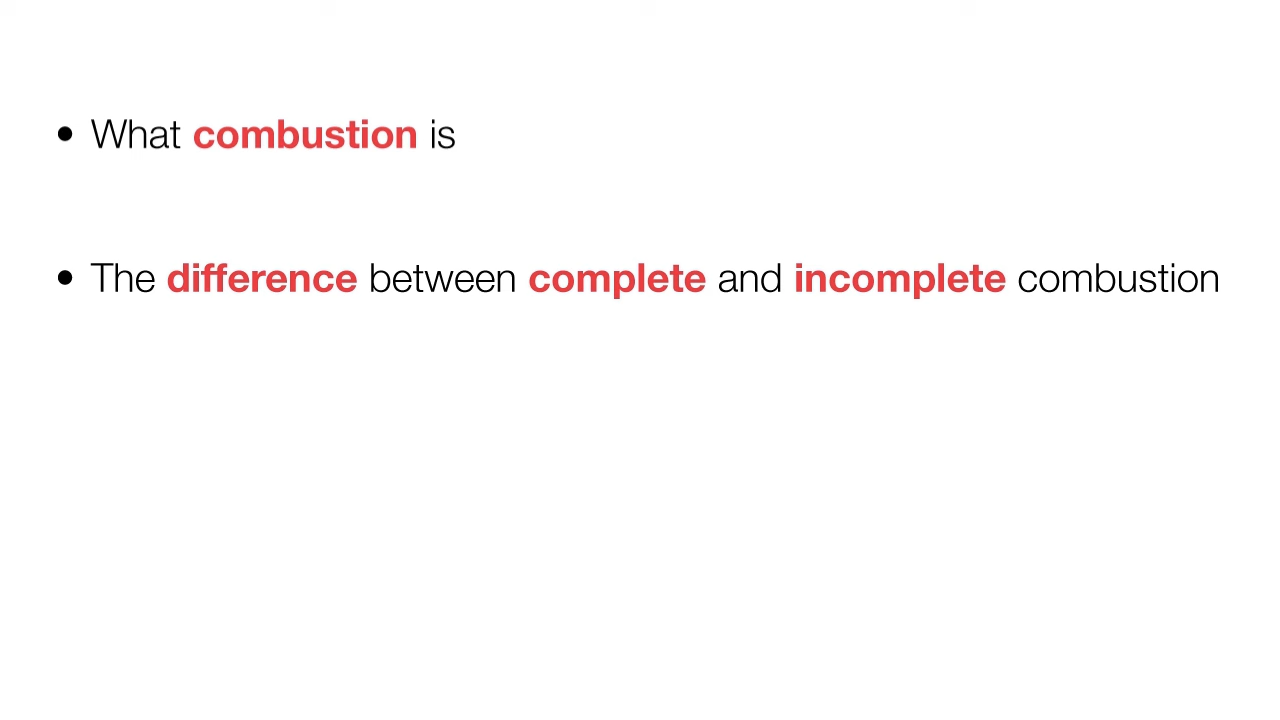 • What combustion is
• The difference between complete and incomplete combustion